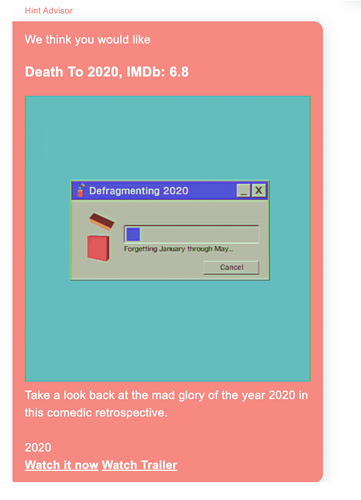 Hint Advisor
We think you would like
Death To 2020, IMDb: 6.8
Defragmenting 2020
_ X
Forgetting January through May...
Cancel
Take a look back at the mad glory of the year 2020 in
this comedic retrospective.
2020
Watch it now Watch Trailer